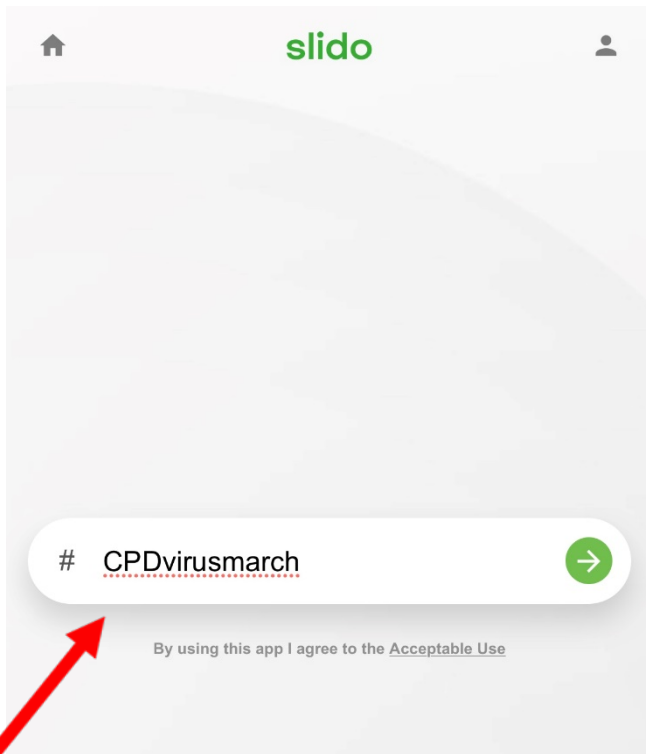 slido
# CPDvirusmarch
By using this app I agree to the Acceptable Use